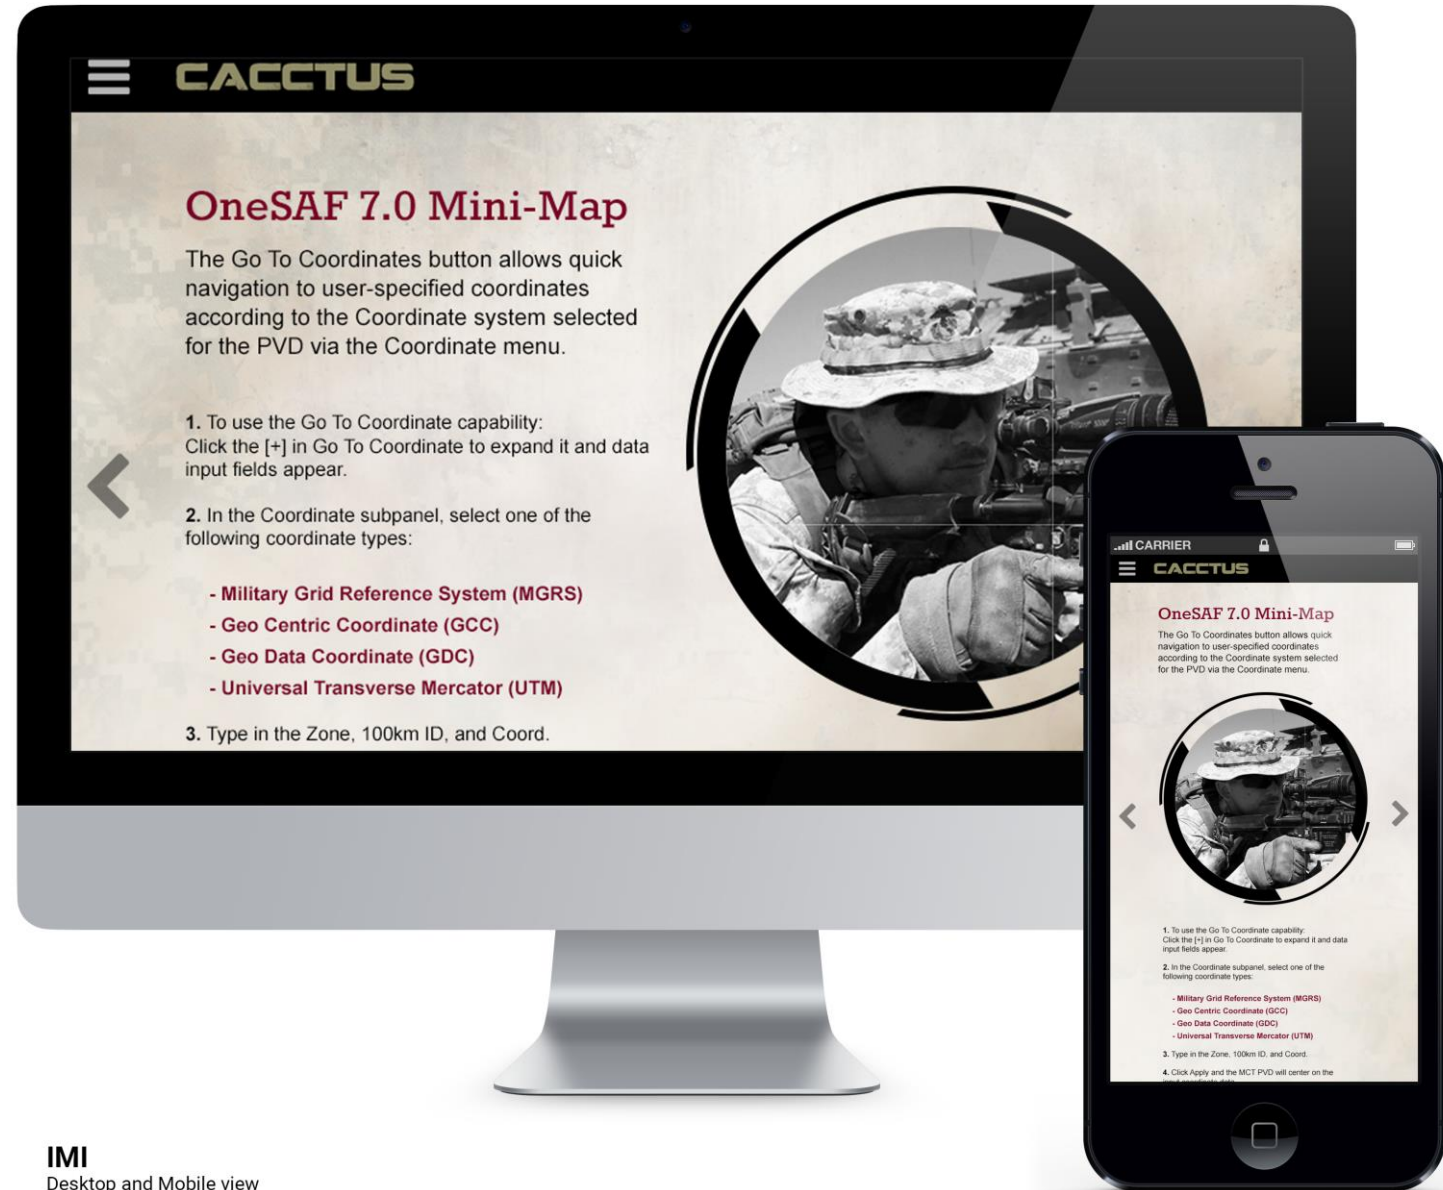 CACCTUS
OneSAF 7.0 Mini-Map
The Go To Coordinates button allows quick
navigation to user-specified coordinates
according to the Coordinate system selected
for the PVD via the Coordinate menu.
1. To use the Go To Coordinate capability:
Click the [+] in Go To Coordinate to expand it and data
input fields appear.
2. In the Coordinate subpanel, select one of the
following coordinate types:
- Military Grid Reference System (MGRS)
- Geo Centric Coordinate (GCC)
- Geo Data Coordinate (GDC)
- Universal Transverse Mercator (UTM)
3. Type in the Zone, 100km ID, and Coord.
CARRIER
CACCTUS
OneSAF 7.0 Mini-Map
The Go To Coordinates button allows quick
navigation to user-specified coordinates
according to the Coordinate system selected
for the PVD via the Coordinate menu.
1. To use the Go To Coordinate capability:
Click the [+] in Go To Coordinate to expand it and data
input fields appear.
2. In the Coordinate subpanel, select one of the
following coordinate types:
- Military Grid Reference System (MGRS)
- Geo Centric Coordinate (GCC)
- Geo Data Coordinate (GDC)
- Universal Transverse Mercator (UTM)
3. Type in the Zone, 100km ID, and Coord.
4. Click Apply and the MCT PVD will center on the
input coordinate data
IMI
Desktop and Mobile view